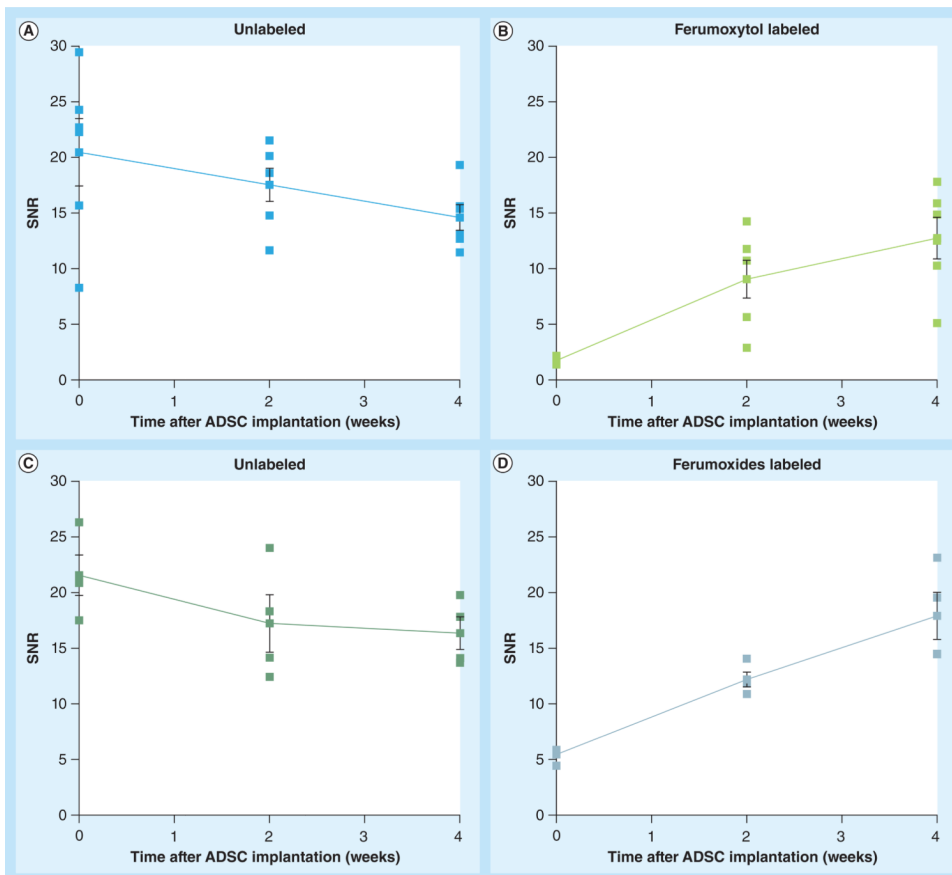 A
Unlabeled
30
25
20
15
10
5
0
SNR
0 1 2 3 4
Time after ADSC implantation (weeks)
B
Ferumoxytol labeled
30
25
20
15
10
5
0
SNR
0 1 2 3 4
Time after ADSC implantation (weeks)
C
Unlabeled
30
25
20
15
10
5
0
SNR
0 1 2 3 4
Time after ADSC implantation (weeks)
D
Ferumoxides labeled
30
25
20
15
10
5
0
SNR
0 1 2 3 4
Time after ADSC implantation (weeks)